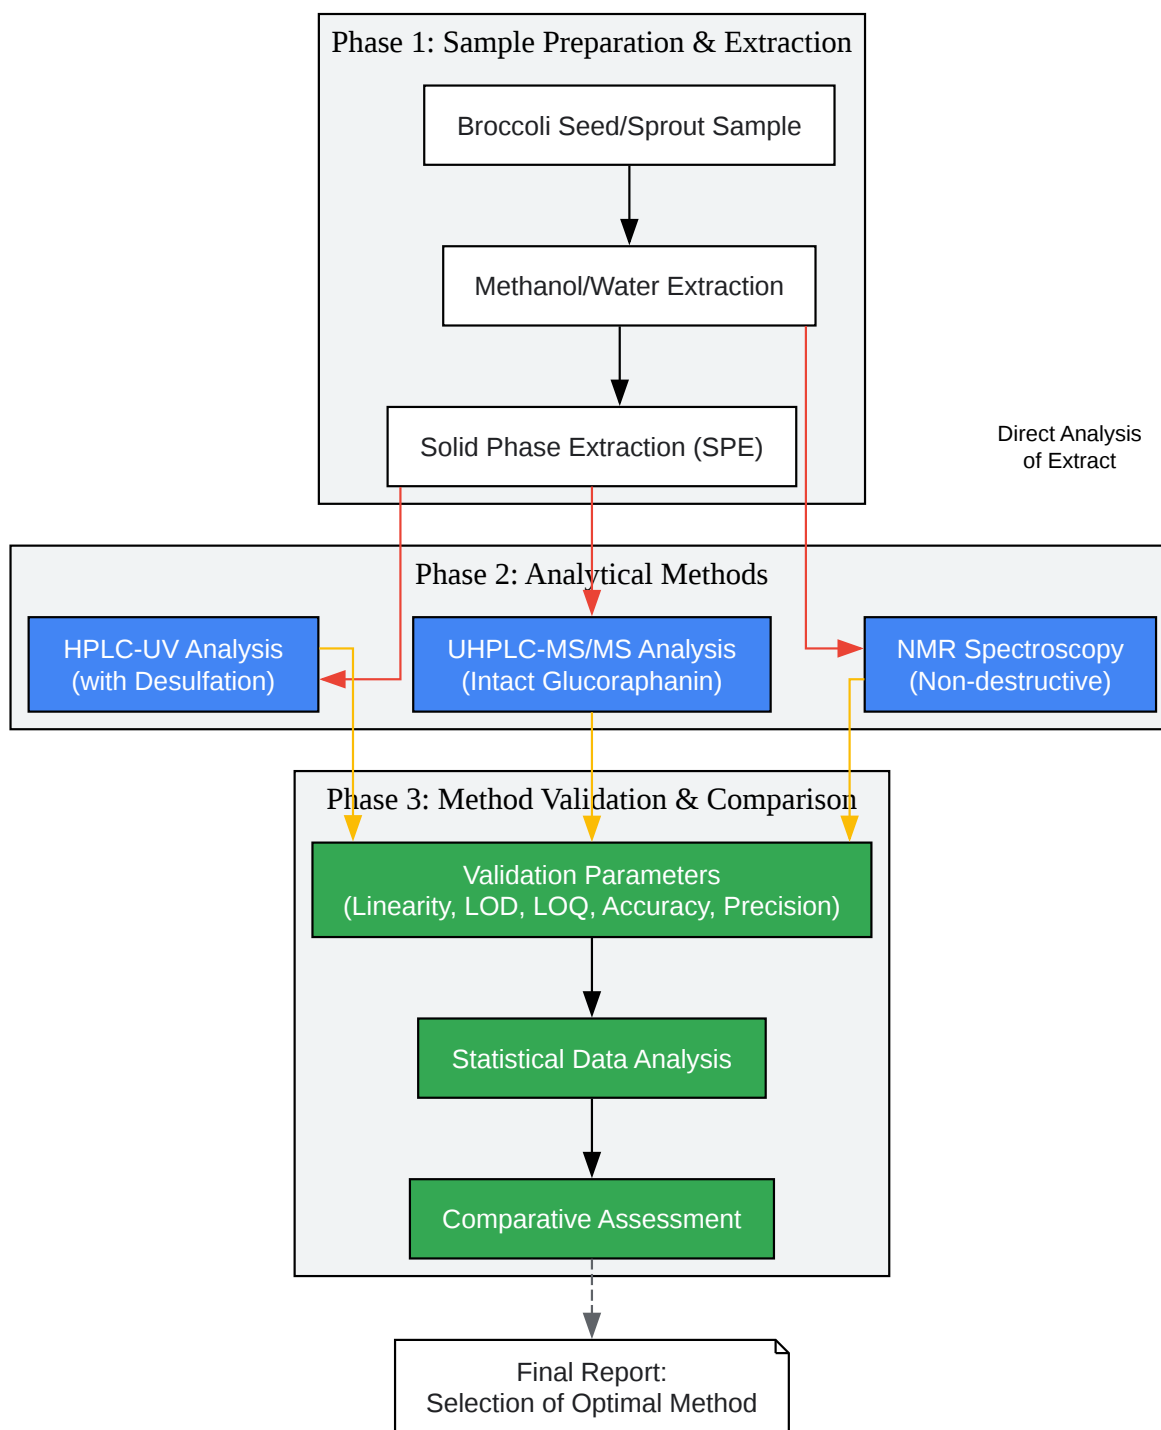 Phase 1: Sample Preparation & Extraction
Broccoli Seed/Sprout Sample
Methanol/Water Extraction
Solid Phase Extraction (SPE)
Direct Analysis
of Extract
Phase 2: Analytical Methods
HPLC-UV Analysis
(with Desulfation)
UHPLC-MS/MS Analysis
(Intact Glucoraphanin)
NMR Spectroscopy
(Non-destructive)
Phase 3: Method Validation & Comparison
Validation Parameters
(Linearity, LOD, LOQ, Accuracy, Precision)
Statistical Data Analysis
Comparative Assessment
Final Report:
Selection of Optimal Method